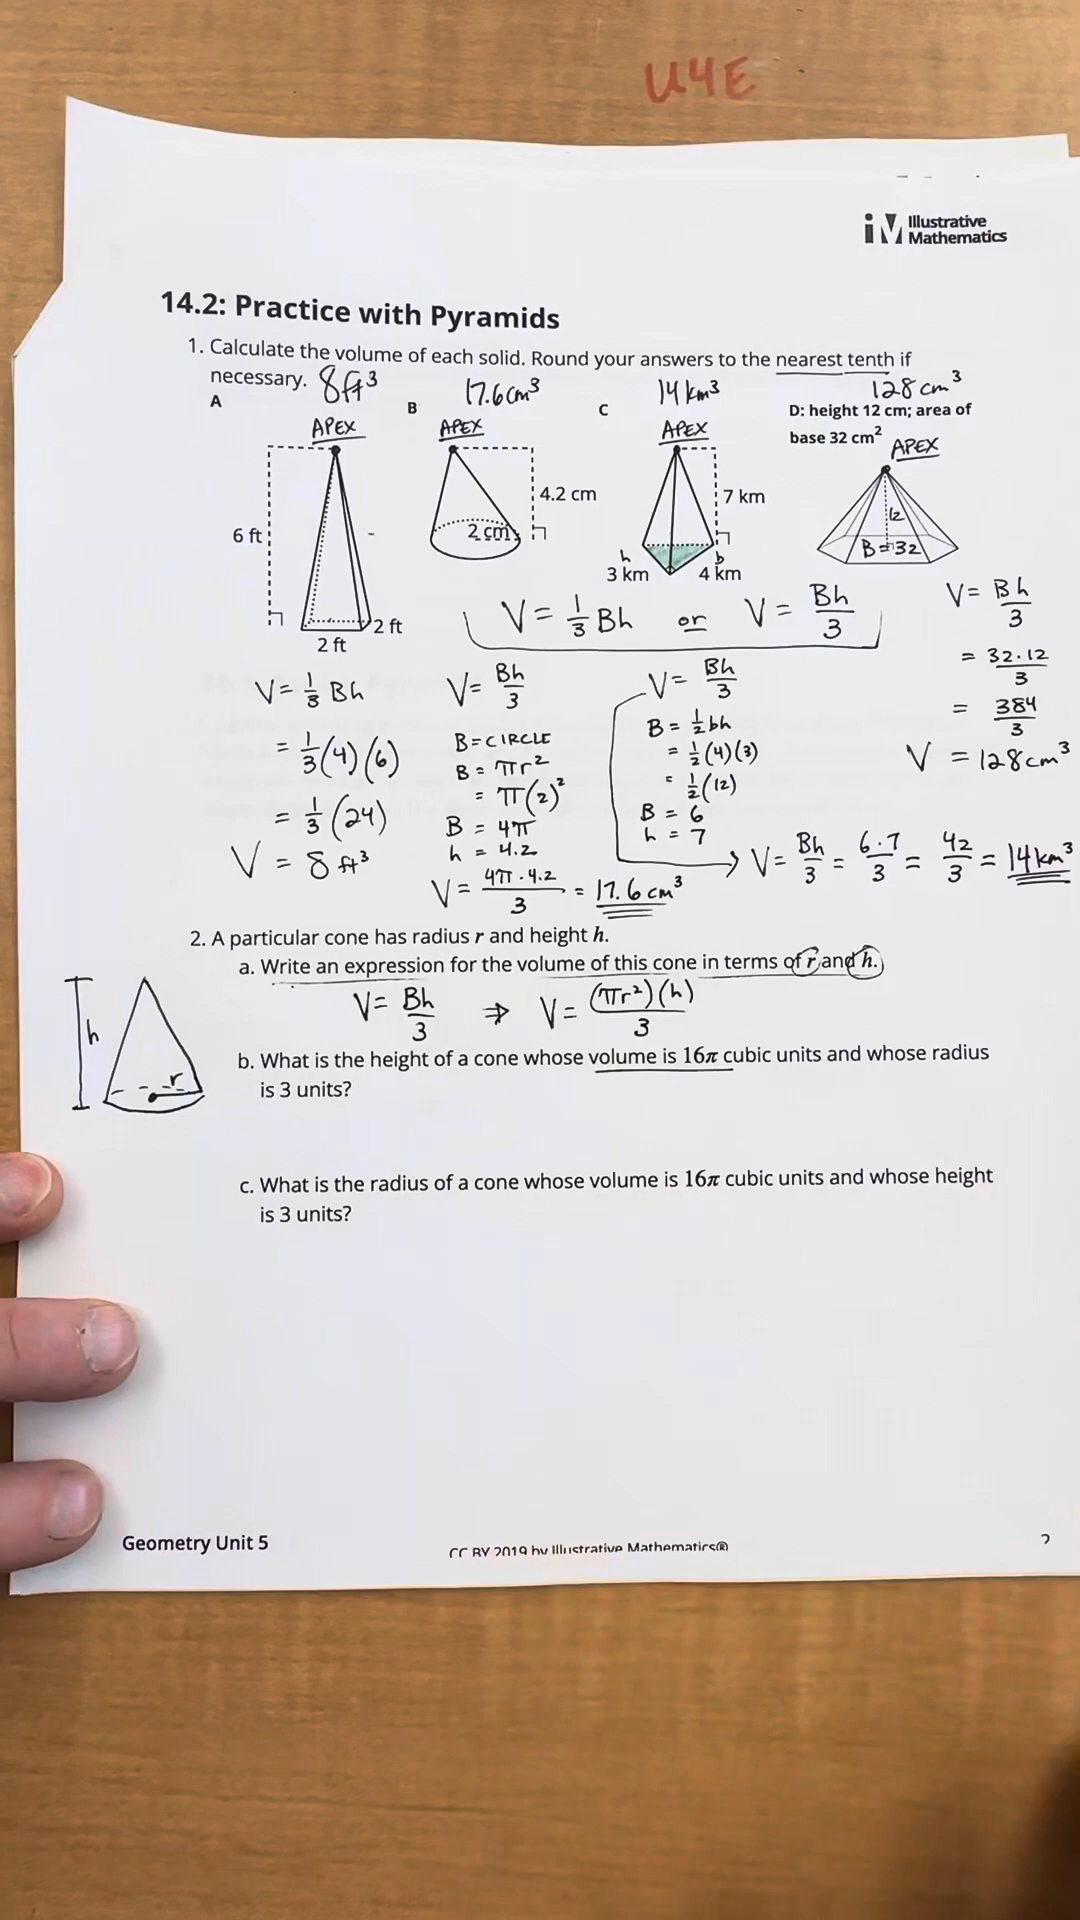 U4E
Illustrative
Mathematics
14.2: Practice with Pyramids
1. Calculate the volume of each solid. Round your answers to the nearest tenth if
necessary. 8ft³ 17.6cm³ 14 km³ 128 cm³
A B C D: height 12 cm; area of
base 32 cm²
APEX APEX APEX APEX
6 ft 2 ft 2 ft
4.2 cm 2 cm
7 km h 3 km b 4 km
12 B=32
V = 1/3 Bh or V = Bh/3
V = 1/3 Bh
= 1/3(4)(6)
= 1/3(24)
V = 8 ft³
V = Bh/3
B = CIRCLE
B = πr²
= π(2)²
B = 4π
h = 4.2
V = 4π · 4.2/3 = 17.6 cm³
V = Bh/3
B = 1/2 bh
= 1/2(4)(3)
= 1/2(12)
B = 6
h = 7
V = Bh/3 = 6·7/3 = 42/3 = 14 km³
V = Bh/3
= 32·12/3
= 384/3
V = 128cm³
2. A particular cone has radius r and height h.
a. Write an expression for the volume of this cone in terms of r and h.
V = Bh/3 ⇒ V = (πr²)(h)/3
h r
b. What is the height of a cone whose volume is 16π cubic units and whose radius
is 3 units?
c. What is the radius of a cone whose volume is 16π cubic units and whose height
is 3 units?
Geometry Unit 5 CC BY 2019 by Illustrative Mathematics®